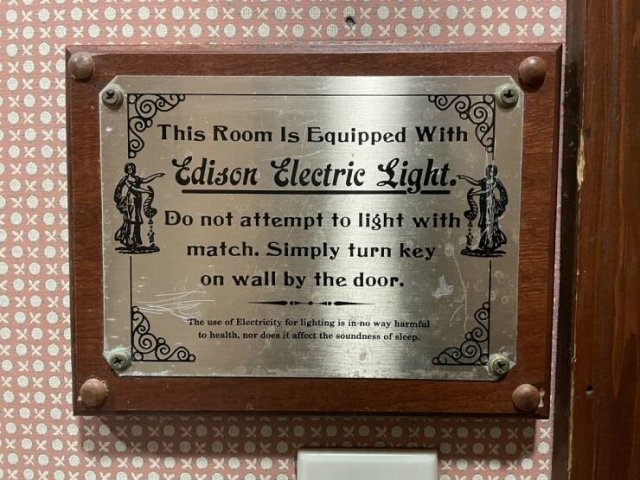 This Room Is Equipped With
Edison Electric Light.
Do not attempt to light with
match. Simply turn key
on wall by the door.
The use of Electricity for lighting is in no way harmful
to health, nor does it affect the soundness of sleep.